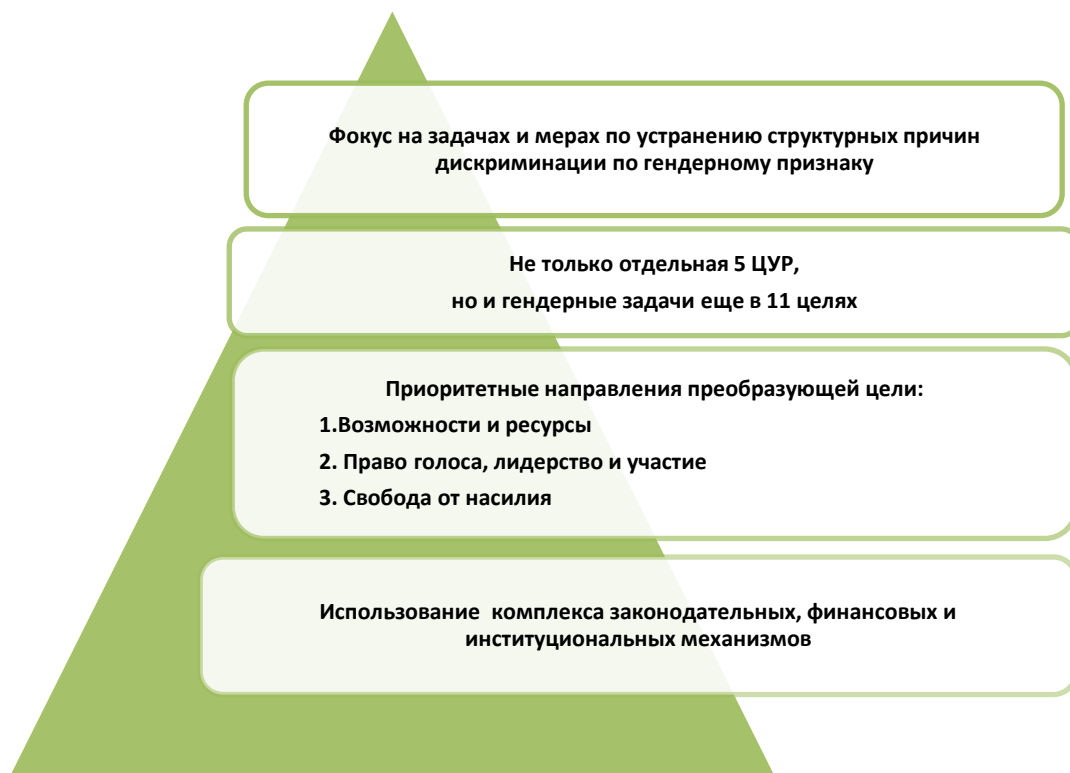 Фокус на задачах и мерах по устранению структурных причин
дискриминации по гендерному признаку
Не только отдельная 5 ЦУР,
но и гендерные задачи еще в 11 целях
Приоритетные направления преобразующей цели:
1.Возможности и ресурсы
2. Право голоса, лидерство и участие
3. Свобода от насилия
Использование комплекса законодательных, финансовых и
институциональных механизмов